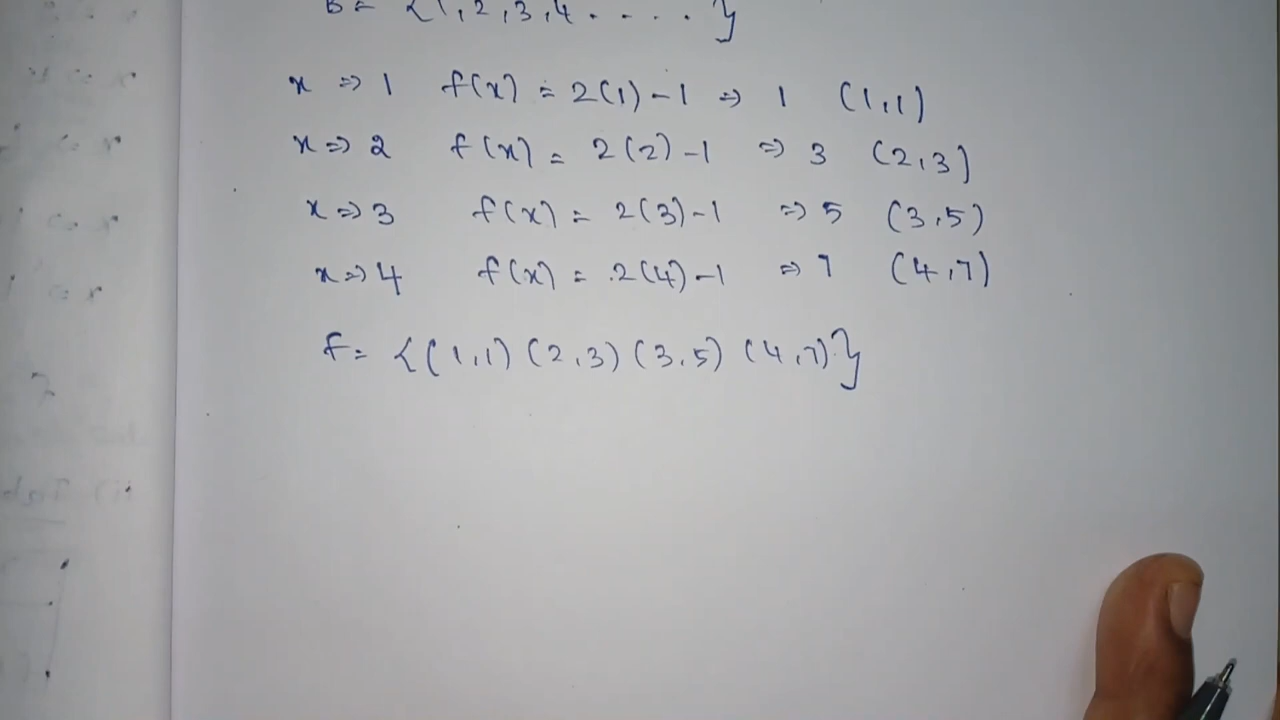 B = {1,2,3,4.....}
x ⇒ 1 f(x) = 2(1)-1 ⇒ 1 (1,1)
x ⇒ 2 f(x) = 2(2)-1 ⇒ 3 (2,3)
x ⇒ 3 f(x) = 2(3)-1 ⇒ 5 (3,5)
x ⇒ 4 f(x) = 2(4)-1 ⇒ 7 (4,7)
f = {(1,1) (2,3) (3,5) (4,7)}